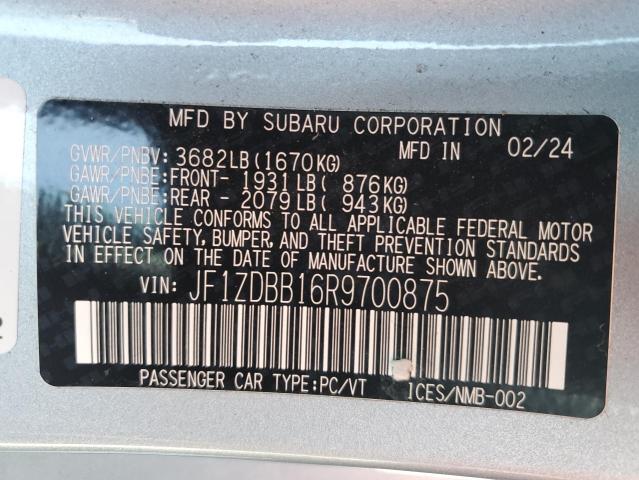 MFD BY SUBARU CORPORATION
GVWR/PNBV: 3682LB(1670KG) MFD IN 02/24
GAWR/PNBE:FRONT- 1931LB( 876KG)
GAWR/PNBE:REAR - 2079LB( 943KG)
THIS VEHICLE CONFORMS TO ALL APPLICABLE FEDERAL MOTOR
VEHICLE SAFETY, BUMPER, AND THEFT PREVENTION STANDARDS
IN EFFECT ON THE DATE OF MANUFACTURE SHOWN ABOVE.
VIN: JF1ZDBB16R9700875
PASSENGER CAR TYPE:PC/VT ICES/NMB-002